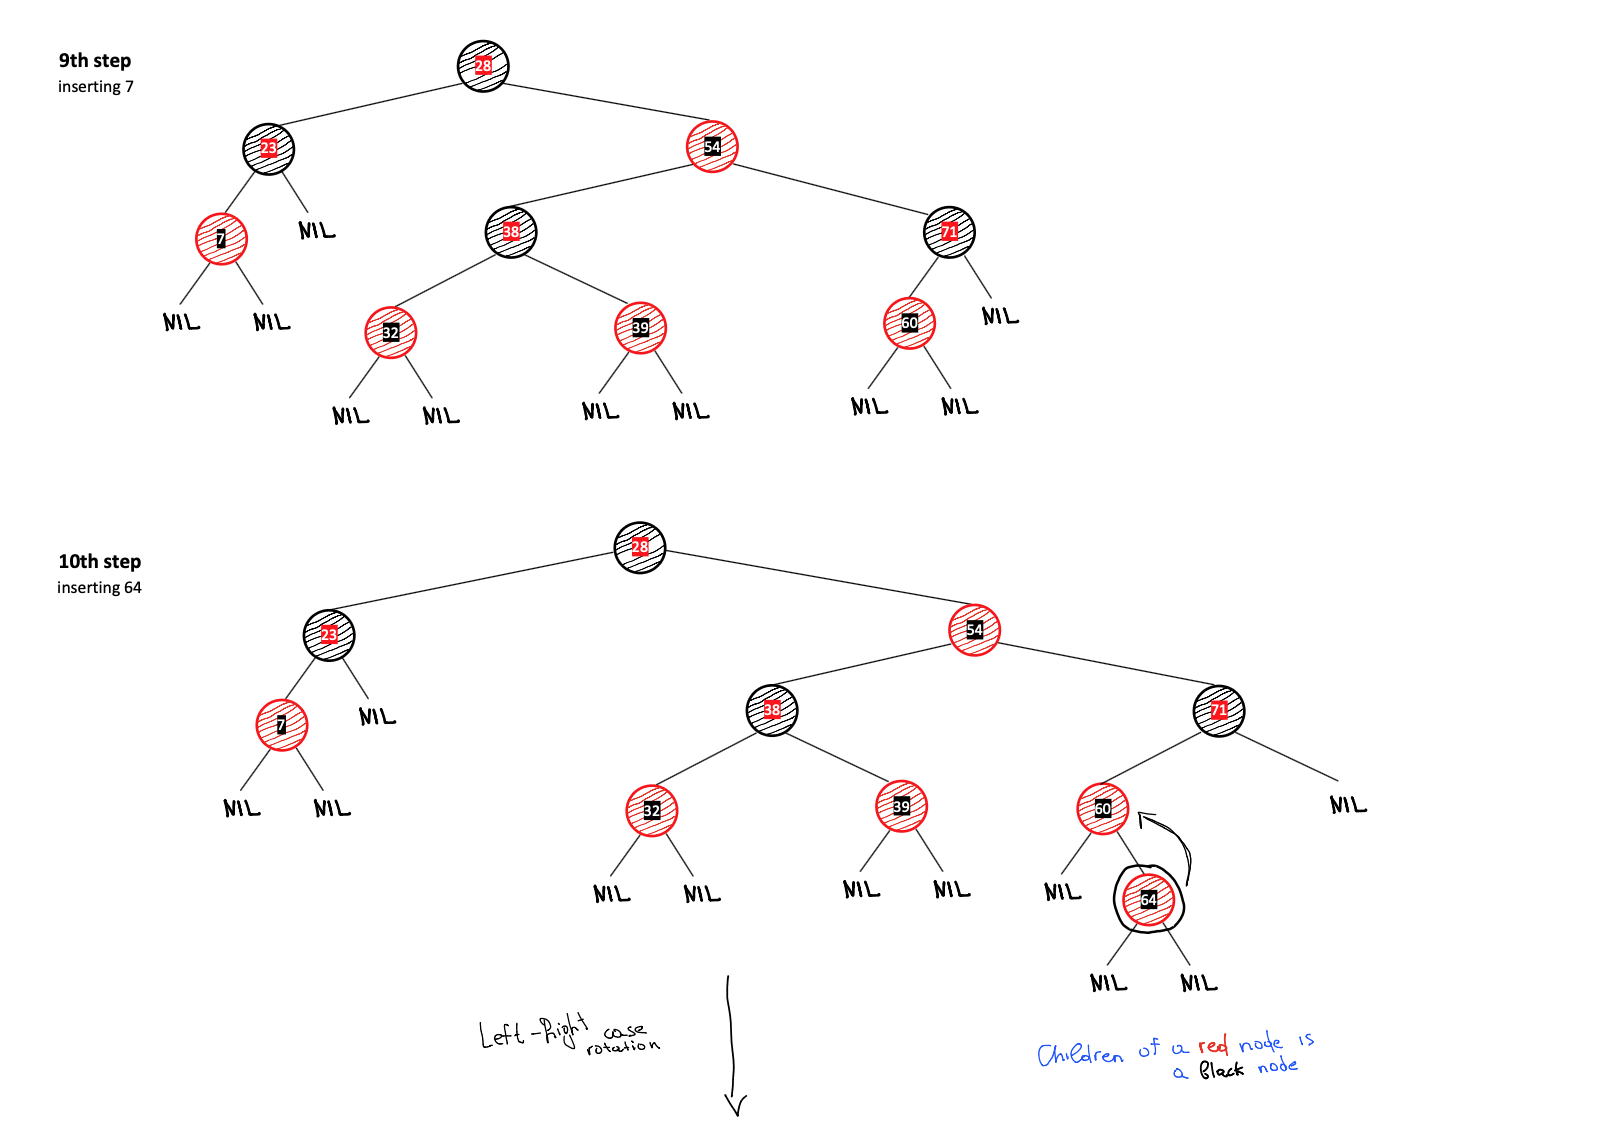 9th step
inserting 7
28
23
54
7
NIL
38
71
NIL
NIL
32
39
60
NIL
NIL
NIL
NIL
NIL
NIL
NIL
10th step
inserting 64
28
23
54
7
NIL
38
71
NIL
NIL
32
39
60
NIL
NIL
NIL
NIL
NIL
NIL
64
NIL
NIL
Left-Right case
rotation
Children of a red node is
a Black node